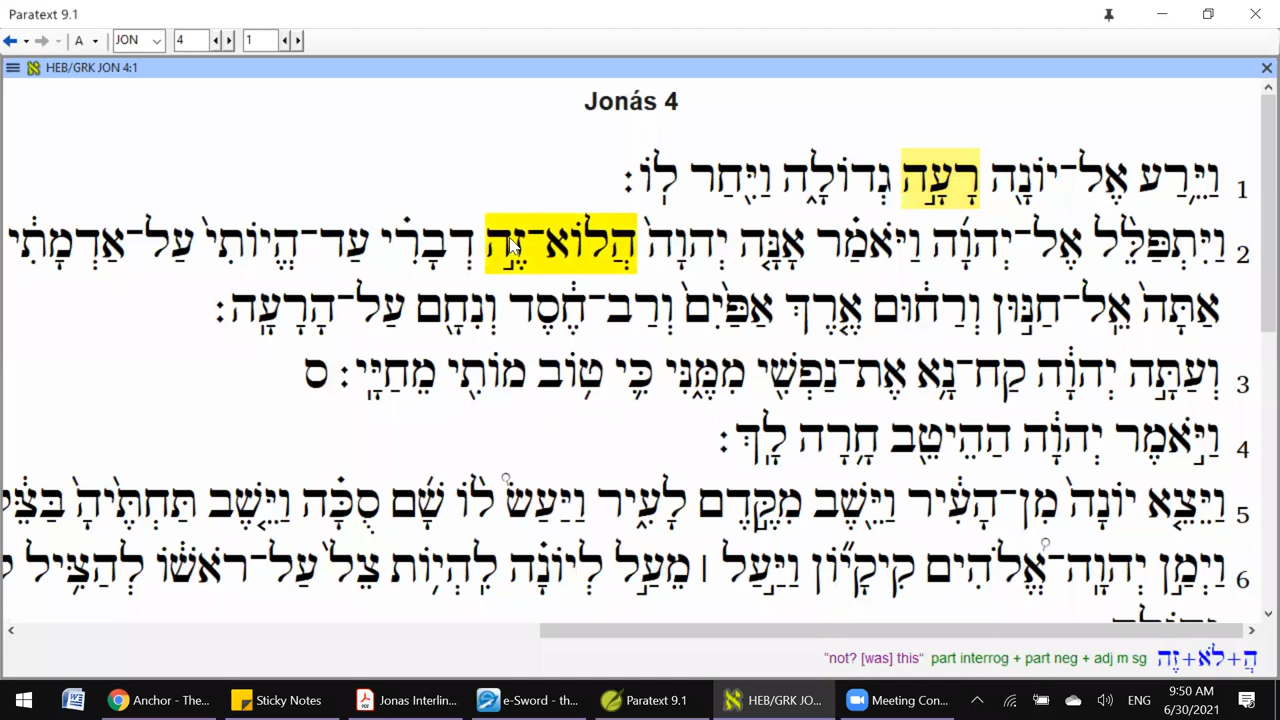 Paratext 9.1
A JON 4 1
HEB/GRK JON 4:1
Jonás 4
1 וַיֵּ֥רַע אֶל־יוֹנָ֖ה רָעָ֣ה גְדוֹלָ֑ה וַיִּ֖חַר לֽוֹ׃
2 וַיִּתְפַּלֵּ֨ל אֶל־יְהוָ֜ה וַיֹּאמַ֗ר אָנָּ֤ה יְהוָה֙ הֲלוֹא־זֶ֣ה דְבָרִ֗י עַד־הֱיוֹתִי֙ עַל־אַדְמָתִ֔י
אַתָּה֙ אֵֽל־חַנּ֣וּן וְרַח֔וּם אֶ֤רֶךְ אַפַּ֙יִם֙ וְרַב־חֶ֔סֶד וְנִחָ֖ם עַל־הָרָעָֽה׃
3 וְעַתָּ֣ה יְהוָ֔ה קַח־נָ֥א אֶת־נַפְשִׁ֖י מִמֶּ֑נִּי כִּ֛י ט֥וֹב מוֹתִ֖י מֵחַיָּֽי׃ ס
4 וַיֹּ֣אמֶר יְהוָ֔ה הַהֵיטֵ֖ב חָ֥רָה לָֽךְ׃
5 וַיֵּצֵ֤א יוֹנָה֙ מִן־הָעִ֔יר וַיֵּ֖שֶׁב מִקֶּ֣דֶם לָעִ֑יר וַיַּעַשׂ֩ ל֨וֹ שָׁ֜ם סֻכָּ֗ה וַיֵּ֤שֶׁב תַּחְתֶּ֙יהָ֙
6 וַיְמַ֣ן יְהוָֽה־אֱ֠לֹהִים קִיקָי֞וֹן וַיַּ֣עַל ׀ מֵעַ֣ל לְיוֹנָ֗ה לִֽהְי֥וֹת צֵל֙ עַל־רֹאשׁ֔וֹ לְהַצִּ֥יל
הֲ+לֹא+זֶה part interrog + part neg + adj m sg "not? [was] this"
Anchor - The... Sticky Notes Jonas Interlin... e-Sword - th... Paratext 9.1 HEB/GRK JO... Meeting Con... ENG 9:50 AM
6/30/2021